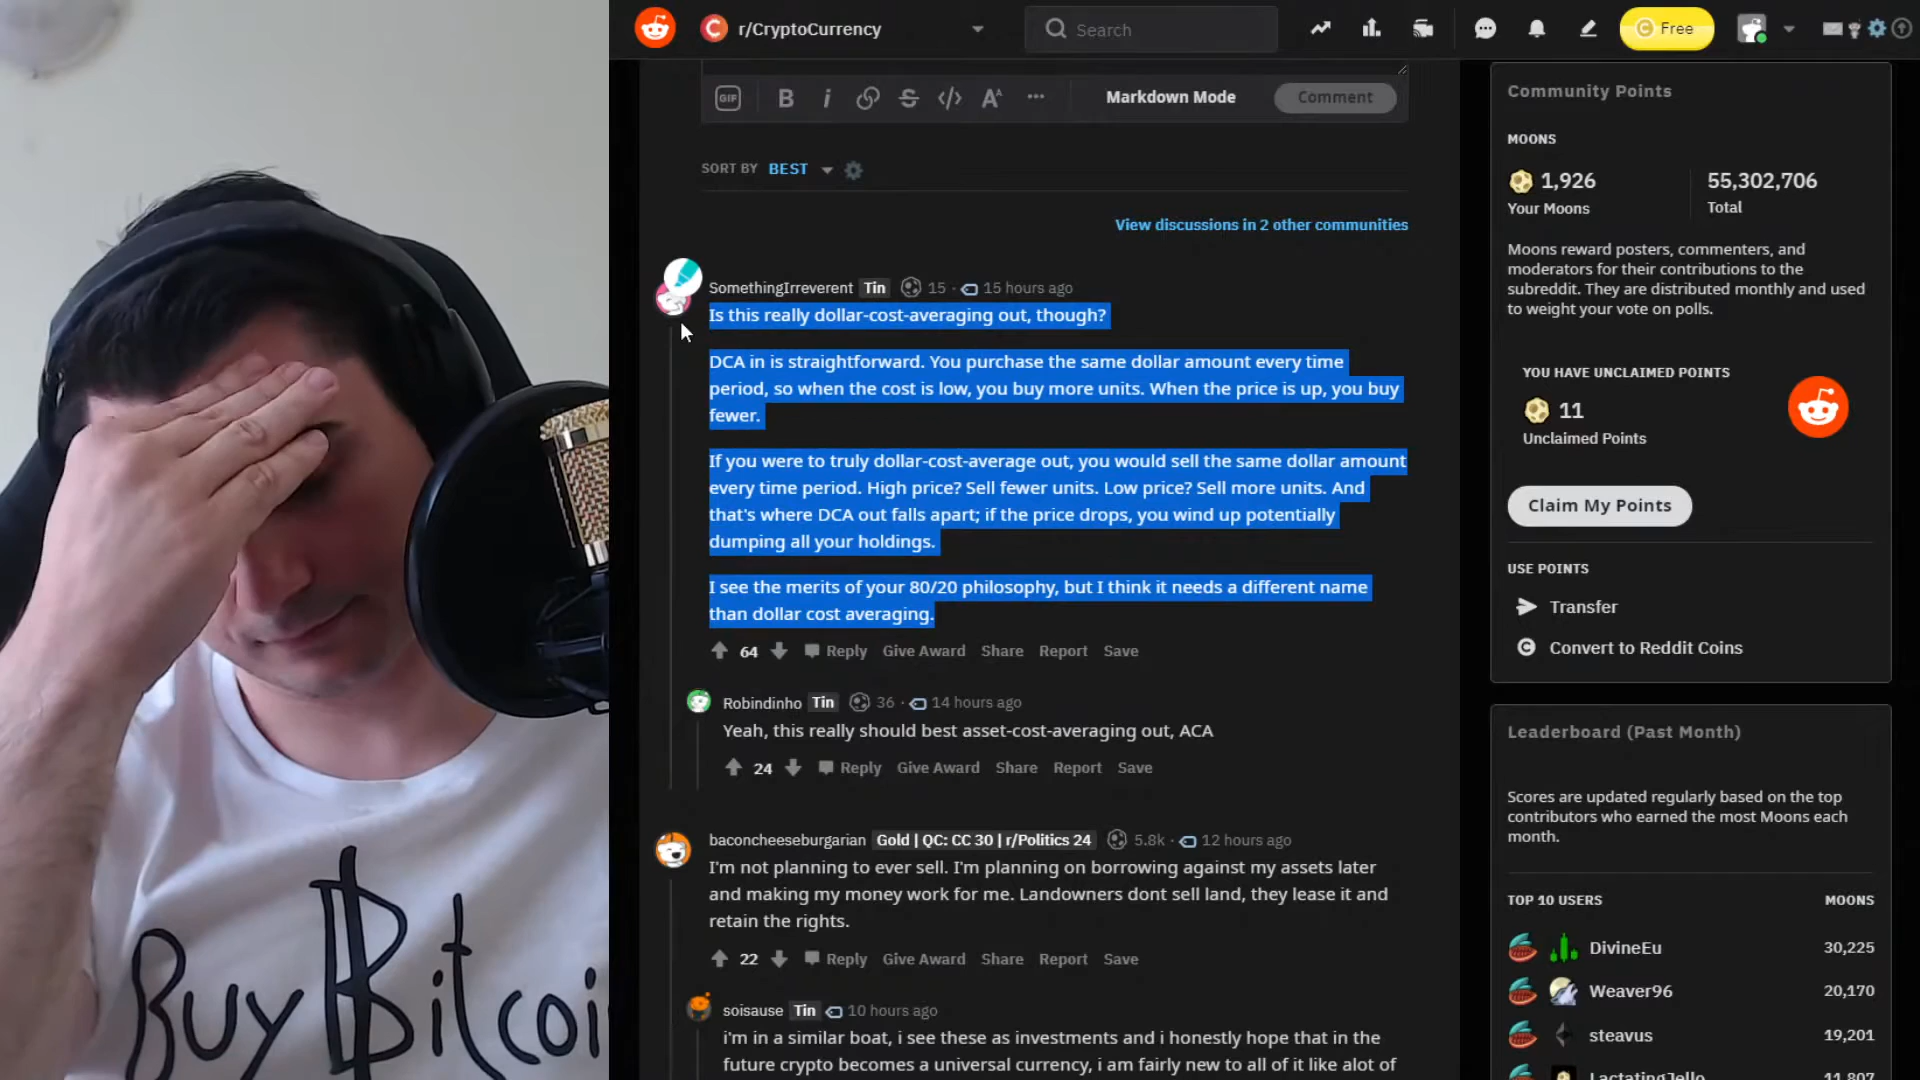 r/CryptoCurrency
Search
Free
GIF
B i S </> A
Markdown Mode
Comment
SORT BY BEST
View discussions in 2 other communities
SomethingIrreverent Tin 15 · 15 hours ago
Is this really dollar-cost-averaging out, though?
DCA in is straightforward. You purchase the same dollar amount every time
period, so when the cost is low, you buy more units. When the price is up, you buy
fewer.
If you were to truly dollar-cost-average out, you would sell the same dollar amount
every time period. High price? Sell fewer units. Low price? Sell more units. And
that's where DCA out falls apart; if the price drops, you wind up potentially
dumping all your holdings.
I see the merits of your 80/20 philosophy, but I think it needs a different name
than dollar cost averaging.
64 Reply Give Award Share Report Save
Robindinho Tin 36 · 14 hours ago
Yeah, this really should best asset-cost-averaging out, ACA
24 Reply Give Award Share Report Save
baconcheeseburgarian Gold | QC: CC 30 | r/Politics 24 5.8k · 12 hours ago
I'm not planning to ever sell. I'm planning on borrowing against my assets later
and making my money work for me. Landowners dont sell land, they lease it and
retain the rights.
22 Reply Give Award Share Report Save
soisause Tin 10 hours ago
i'm in a similar boat, i see these as investments and i honestly hope that in the
future crypto becomes a universal currency, i am fairly new to all of it like alot of
Community Points
MOONS
1,926
Your Moons
55,302,706
Total
Moons reward posters, commenters, and
moderators for their contributions to the
subreddit. They are distributed monthly and used
to weight your vote on polls.
YOU HAVE UNCLAIMED POINTS
11
Unclaimed Points
Claim My Points
USE POINTS
Transfer
Convert to Reddit Coins
Leaderboard (Past Month)
Scores are updated regularly based on the top
contributors who earned the most Moons each
month.
TOP 10 USERS MOONS
DivineEu 30,225
Weaver96 20,170
steavus 19,201
LactatingJello 11,807
Buy Bitcoi